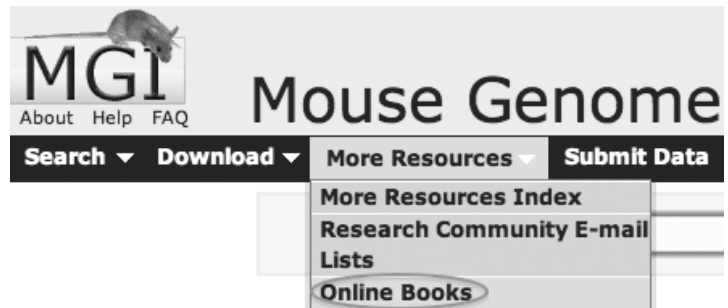 MGI
About Help FAQ
Mouse Genome
Search Download More Resources Submit Data
More Resources Index
Research Community E-mail
Lists
Online Books